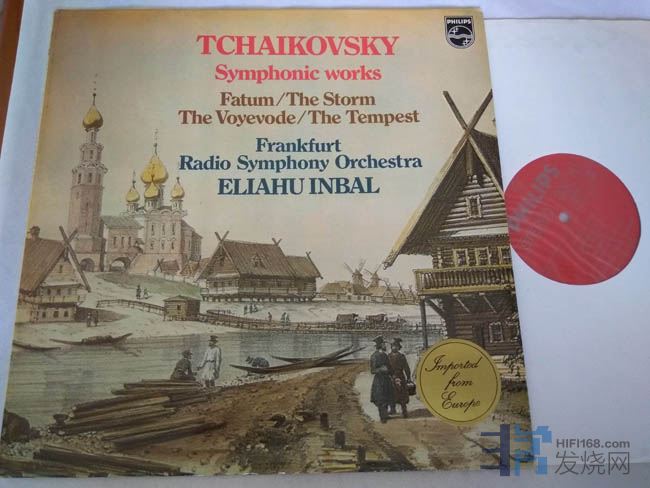 PHILIPS
TCHAIKOVSKY
Symphonic works
Fatum/The Storm
The Voyevode/The Tempest
Frankfurt
Radio Symphony Orchestra
ELIAHU INBAL
Imported
from
Europe
PHILIPS
HIFI168.com
发烧网